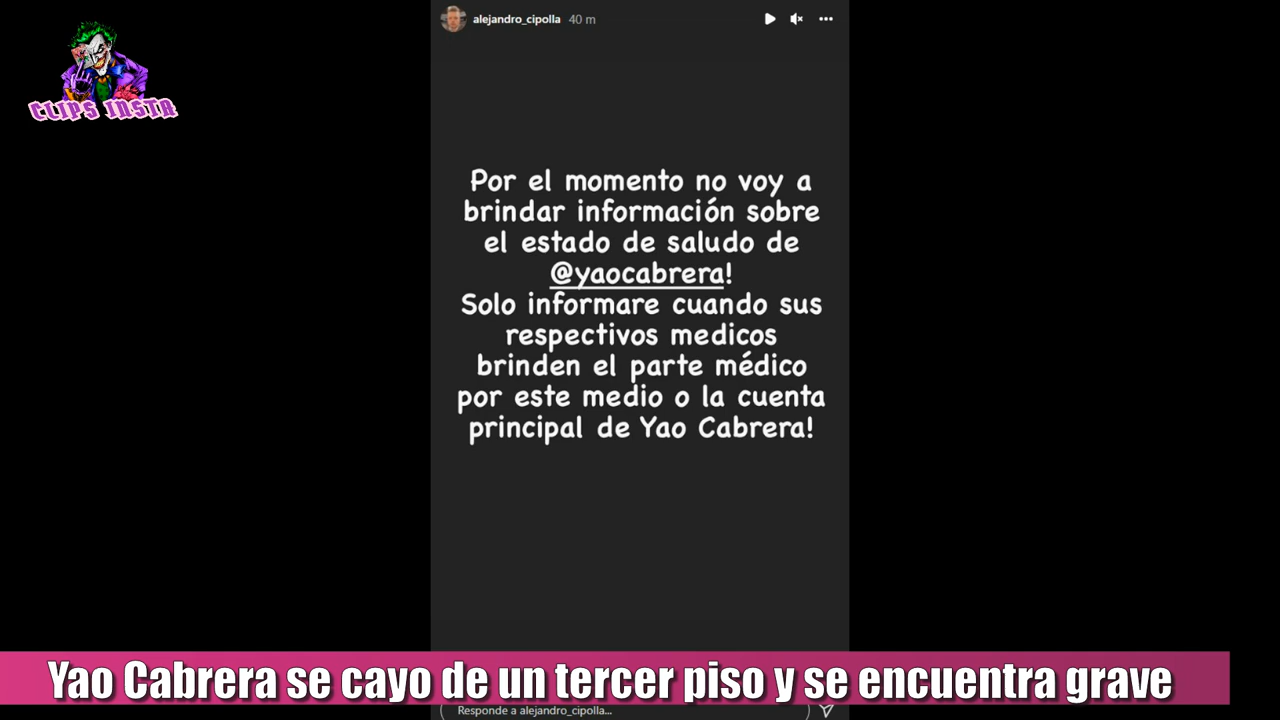 alejandro_cipolla 40 m
CLIPS INSTA
Por el momento no voy a
brindar información sobre
el estado de saludo de
@yaocabrera!
Solo informare cuando sus
respectivos medicos
brinden el parte médico
por este medio o la cuenta
principal de Yao Cabrera!
Yao Cabrera se cayo de un tercer piso y se encuentra grave
Responde a alejandro_cipolla...